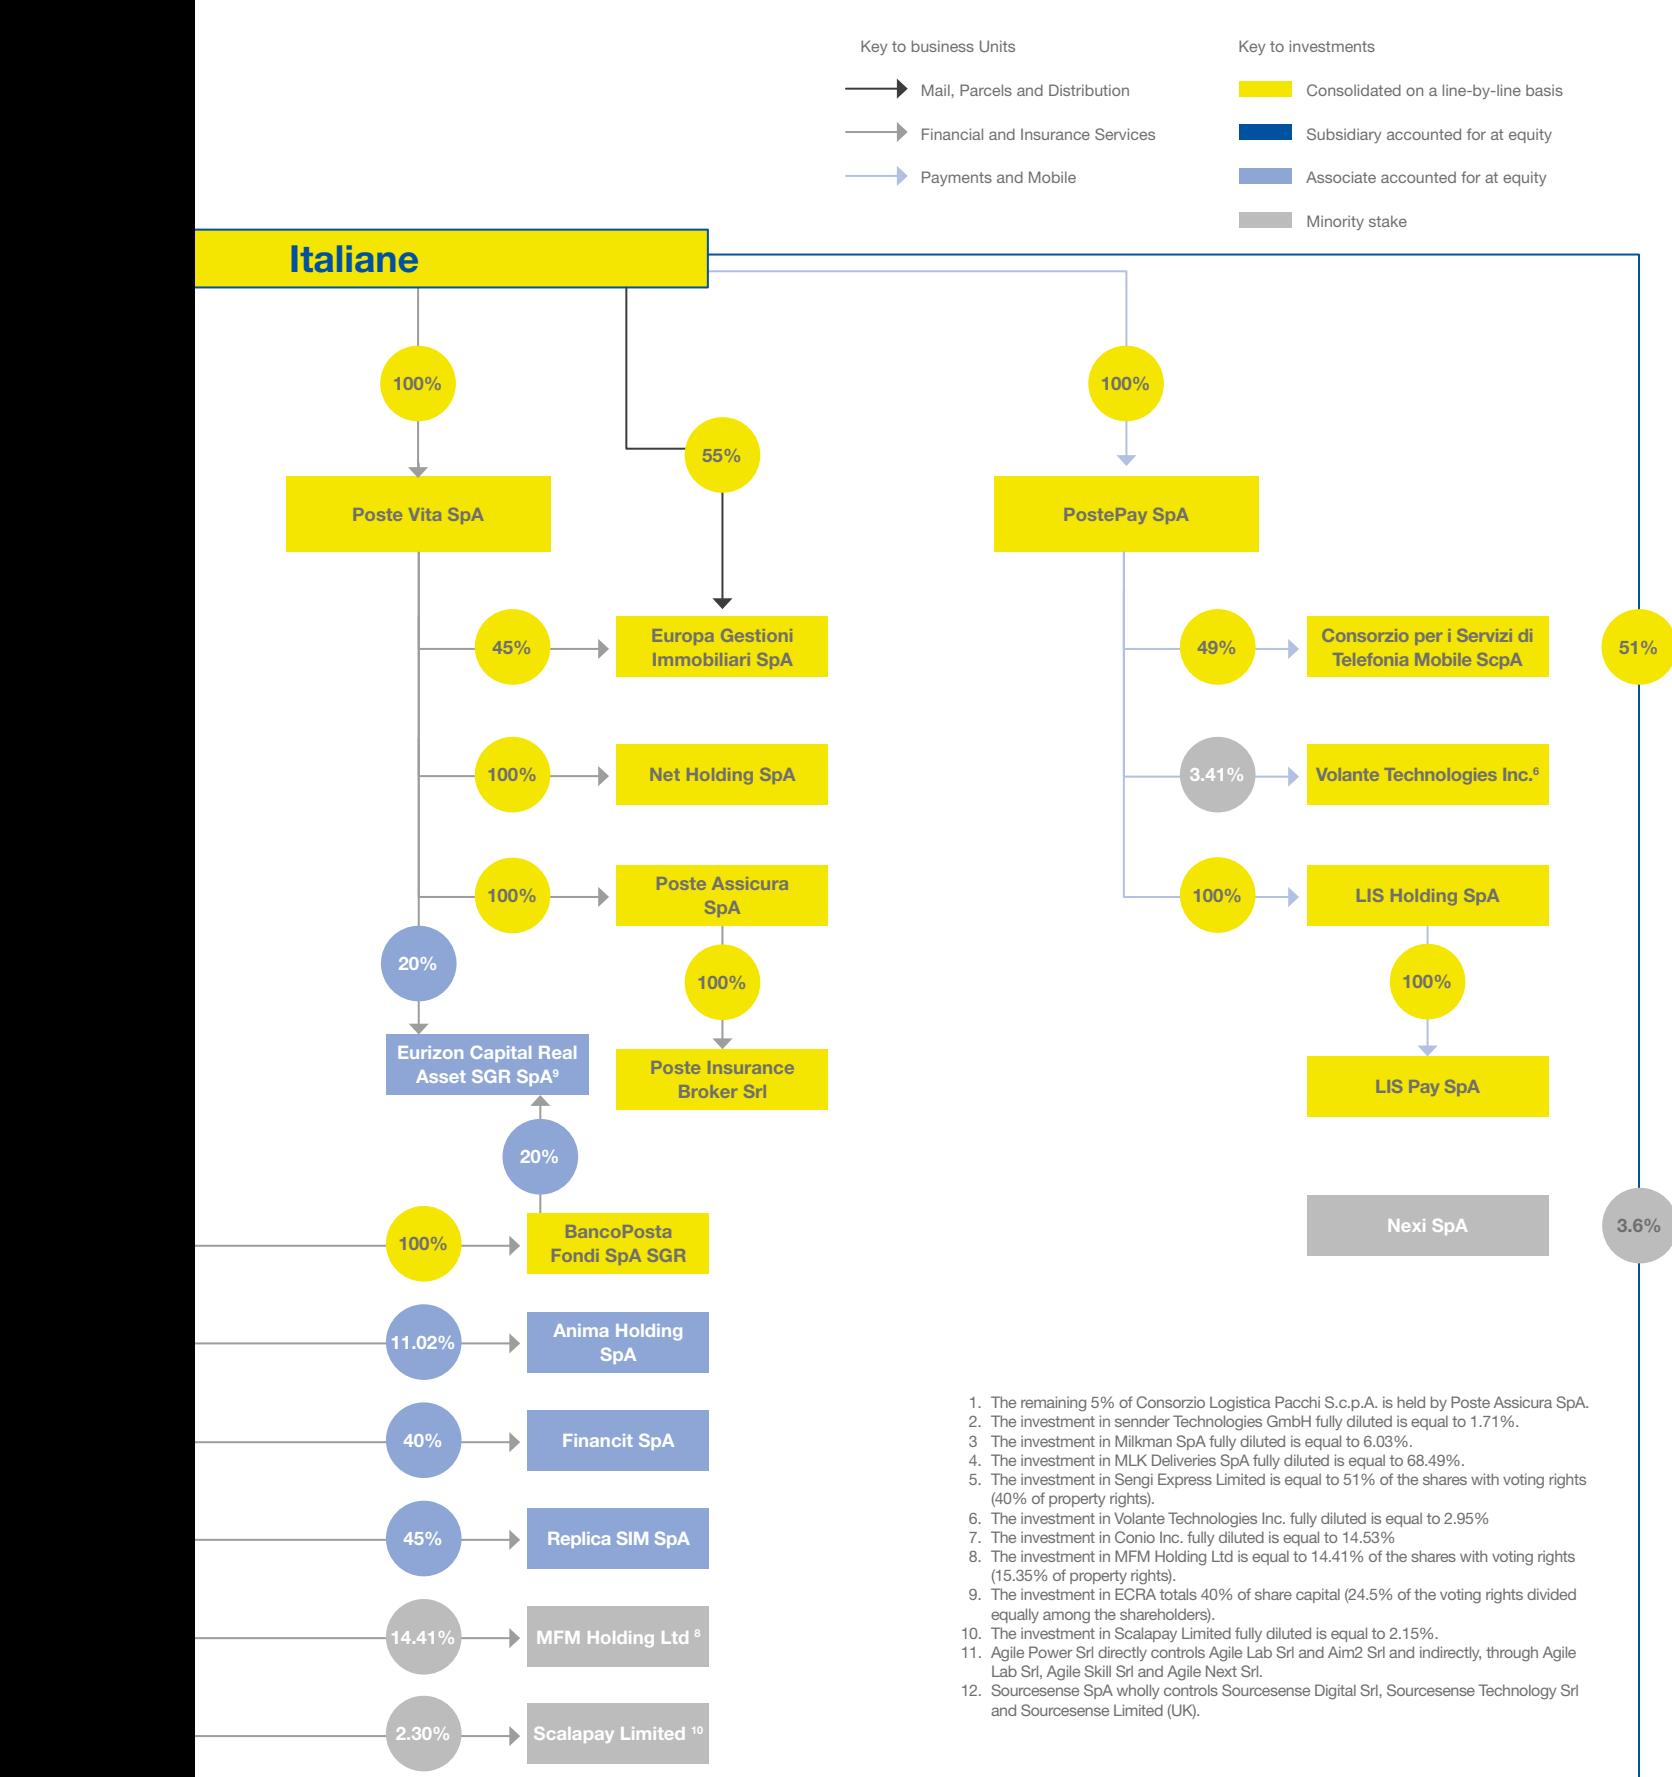 Key to business Units
Mail, Parcels and Distribution
Financial and Insurance Services
Payments and Mobile
Key to investments
Consolidated on a line-by-line basis
Subsidiary accounted for at equity
Associate accounted for at equity
Minority stake
Italiane
100%
55%
100%
Poste Vita SpA
PostePay SpA
45%
Europa Gestioni
Immobiliari SpA
49%
Consorzio per i Servizi di
Telefonia Mobile ScpA
51%
100%
Net Holding SpA
3.41%
Volante Technologies Inc.⁶
100%
Poste Assicura
SpA
100%
LIS Holding SpA
20%
100%
100%
Eurizon Capital Real
Asset SGR SpA⁹
Poste Insurance
Broker Srl
LIS Pay SpA
20%
100%
BancoPosta
Fondi SpA SGR
Nexi SpA
3.6%
11.02%
Anima Holding
SpA
40%
Financit SpA
45%
Replica SIM SpA
14.41%
MFM Holding Ltd ⁸
2.30%
Scalapay Limited ¹⁰
1. The remaining 5% of Consorzio Logistica Pacchi S.c.p.A. is held by Poste Assicura SpA.
2. The investment in sennder Technologies GmbH fully diluted is equal to 1.71%.
3 The investment in Milkman SpA fully diluted is equal to 6.03%.
4. The investment in MLK Deliveries SpA fully diluted is equal to 68.49%.
5. The investment in Sengi Express Limited is equal to 51% of the shares with voting rights
(40% of property rights).
6. The investment in Volante Technologies Inc. fully diluted is equal to 2.95%
7. The investment in Conio Inc. fully diluted is equal to 14.53%
8. The investment in MFM Holding Ltd is equal to 14.41% of the shares with voting rights
(15.35% of property rights).
9. The investment in ECRA totals 40% of share capital (24.5% of the voting rights divided
equally among the shareholders).
10. The investment in Scalapay Limited fully diluted is equal to 2.15%.
11. Agile Power Srl directly controls Agile Lab Srl and Aim2 Srl and indirectly, through Agile
Lab Srl, Agile Skill Srl and Agile Next Srl.
12. Sourcesense SpA wholly controls Sourcesense Digital Srl, Sourcesense Technology Srl
and Sourcesense Limited (UK).